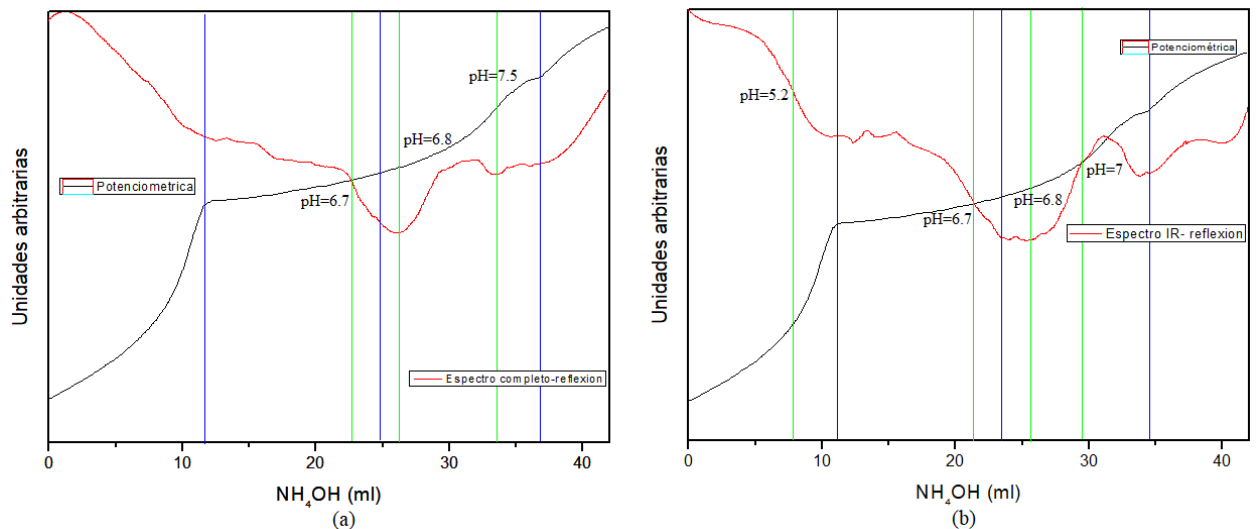 Unidades arbitrarias
pH=7.5
pH=6.8
Potenciometrica
pH=6.7
Espectro completo-reflexion
0
10
20
30
40
NH4OH (ml)
(a)
Unidades arbitrarias
Potenciométrica
pH=5.2
pH=7
pH=6.8
pH=6.7
Espectro IR- reflexion
0
10
20
30
40
NH4OH (ml)
(b)